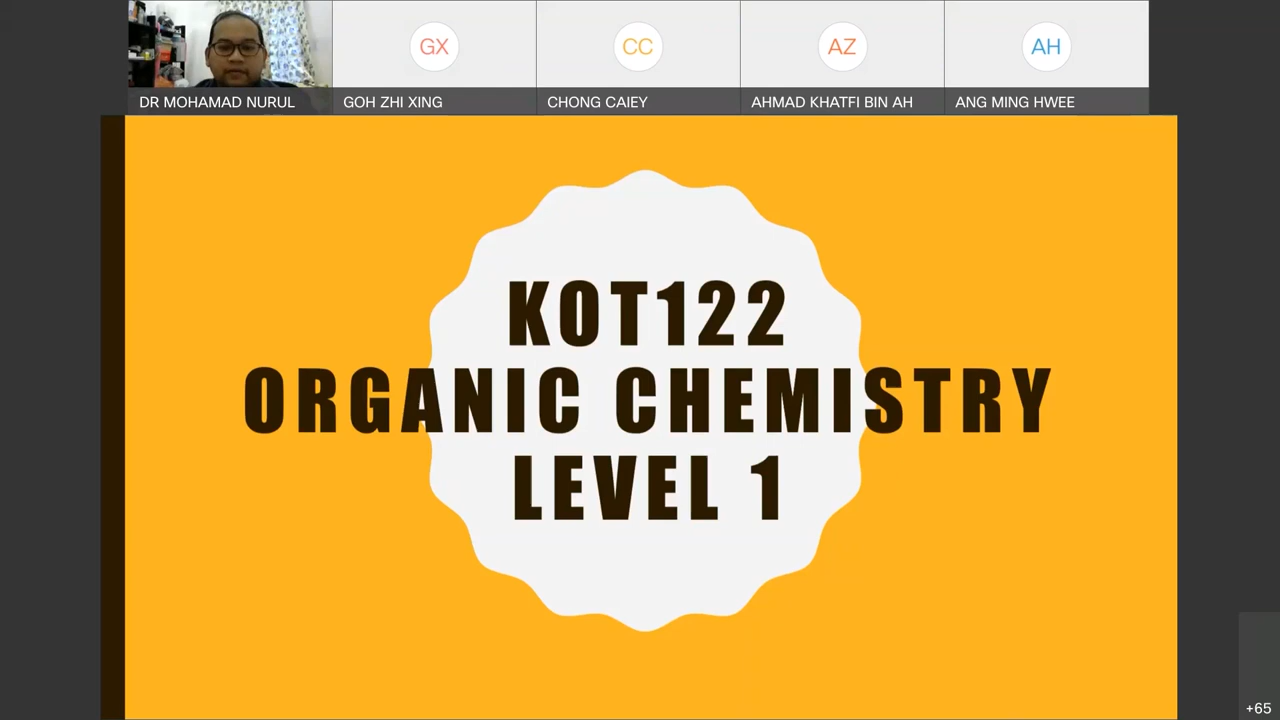 GX
CC
AZ
AH
DR MOHAMAD NURUL
GOH ZHI XING
CHONG CAIEY
AHMAD KHATFI BIN AH
ANG MING HWEE
KOT122
ORGANIC CHEMISTRY
LEVEL 1
+65